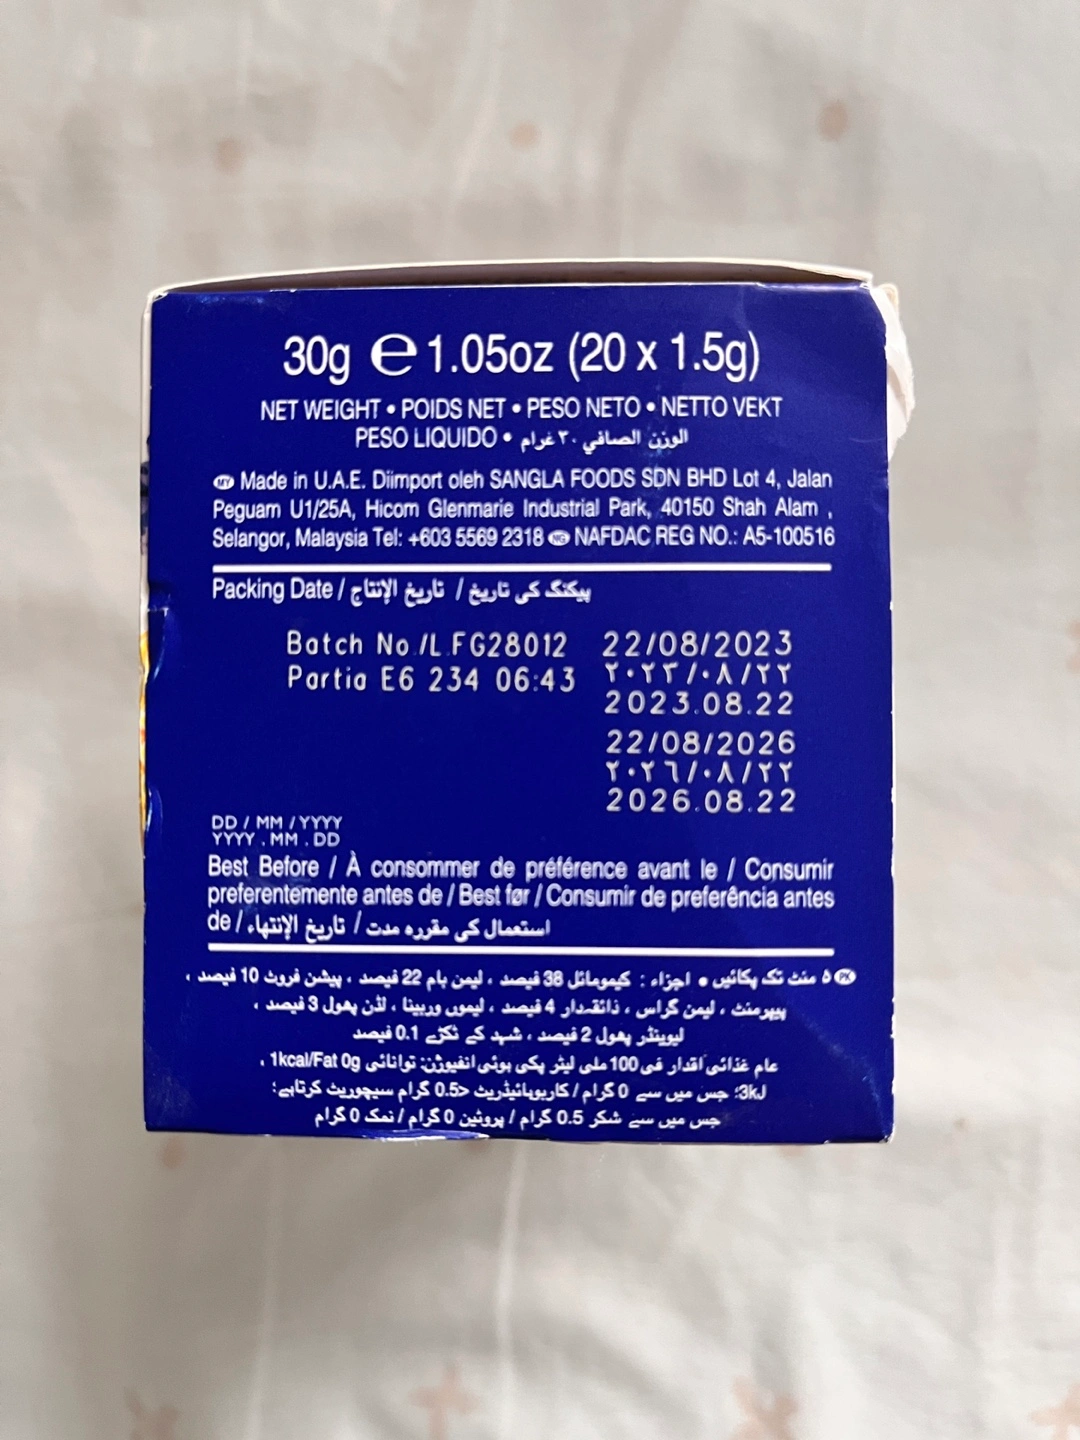 30g ℮ 1.05oz (20 x 1.5g)
NET WEIGHT • POIDS NET • PESO NETO • NETTO VEKT
PESO LIQUIDO • الوزن الصافي ٣٠ غرام
MY Made in U.A.E. Diimport oleh SANGLA FOODS SDN BHD Lot 4, Jalan
Peguam U1/25A, Hicom Glenmarie Industrial Park, 40150 Shah Alam ,
Selangor, Malaysia Tel: +603 5569 2318 NG NAFDAC REG NO.: A5-100516
Packing Date / تاريخ الإنتاج / پیکنگ کی تاریخ
Batch No./L.FG28012 22/08/2023
Partia E6 234 06:43 ٢٠٢٣/٠٨/٢٢
2023.08.22
22/08/2026
٢٠٢٦/٠٨/٢٢
2026.08.22
DD / MM / YYYY
YYYY . MM . DD
Best Before / À consommer de préférence avant le / Consumir
preferentemente antes de / Best før / Consumir de preferência antes
de / تاريخ الإنتهاء / استعمال کی مقررہ مدت
PK ۵ منٹ تک پکائیں • اجزاء : کیمومائل 38 فیصد ، لیمن بام 22 فیصد ، پیشن فروٹ 10 فیصد ،
پیپرمنٹ ، لیمن گراس ، ذائقہدار 4 فیصد ، لیموں وربینا ، لنڈن پھول 3 فیصد ،
لیوینڈر پھول 2 فیصد ، شہد کے ٹکڑے 0.1 فیصد
عام غذائی اقدار فی 100 ملی لیٹر پکی ہوئی انفیوژن: توانائی 1kcal/Fat 0g ،
3kJ؛ جس میں سے 0 گرام / کاربوہائیڈریٹ <0.5 گرام سیچوریٹ کرتاہے؛
جس میں سے شکر 0.5 گرام / پروٹین 0 گرام / نمک 0 گرام